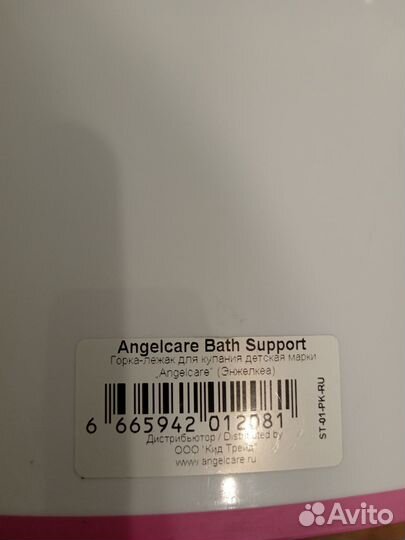 Angelcare Bath Support
Горка-лежак для купания детская марки
„Angelcare“ (Энжелкеа)
6 665942 012081
Дистрибьютор / Distributed by
ООО "Кид Трейд"
www.angelcare.ru
ST-01-PK-RU
Avito